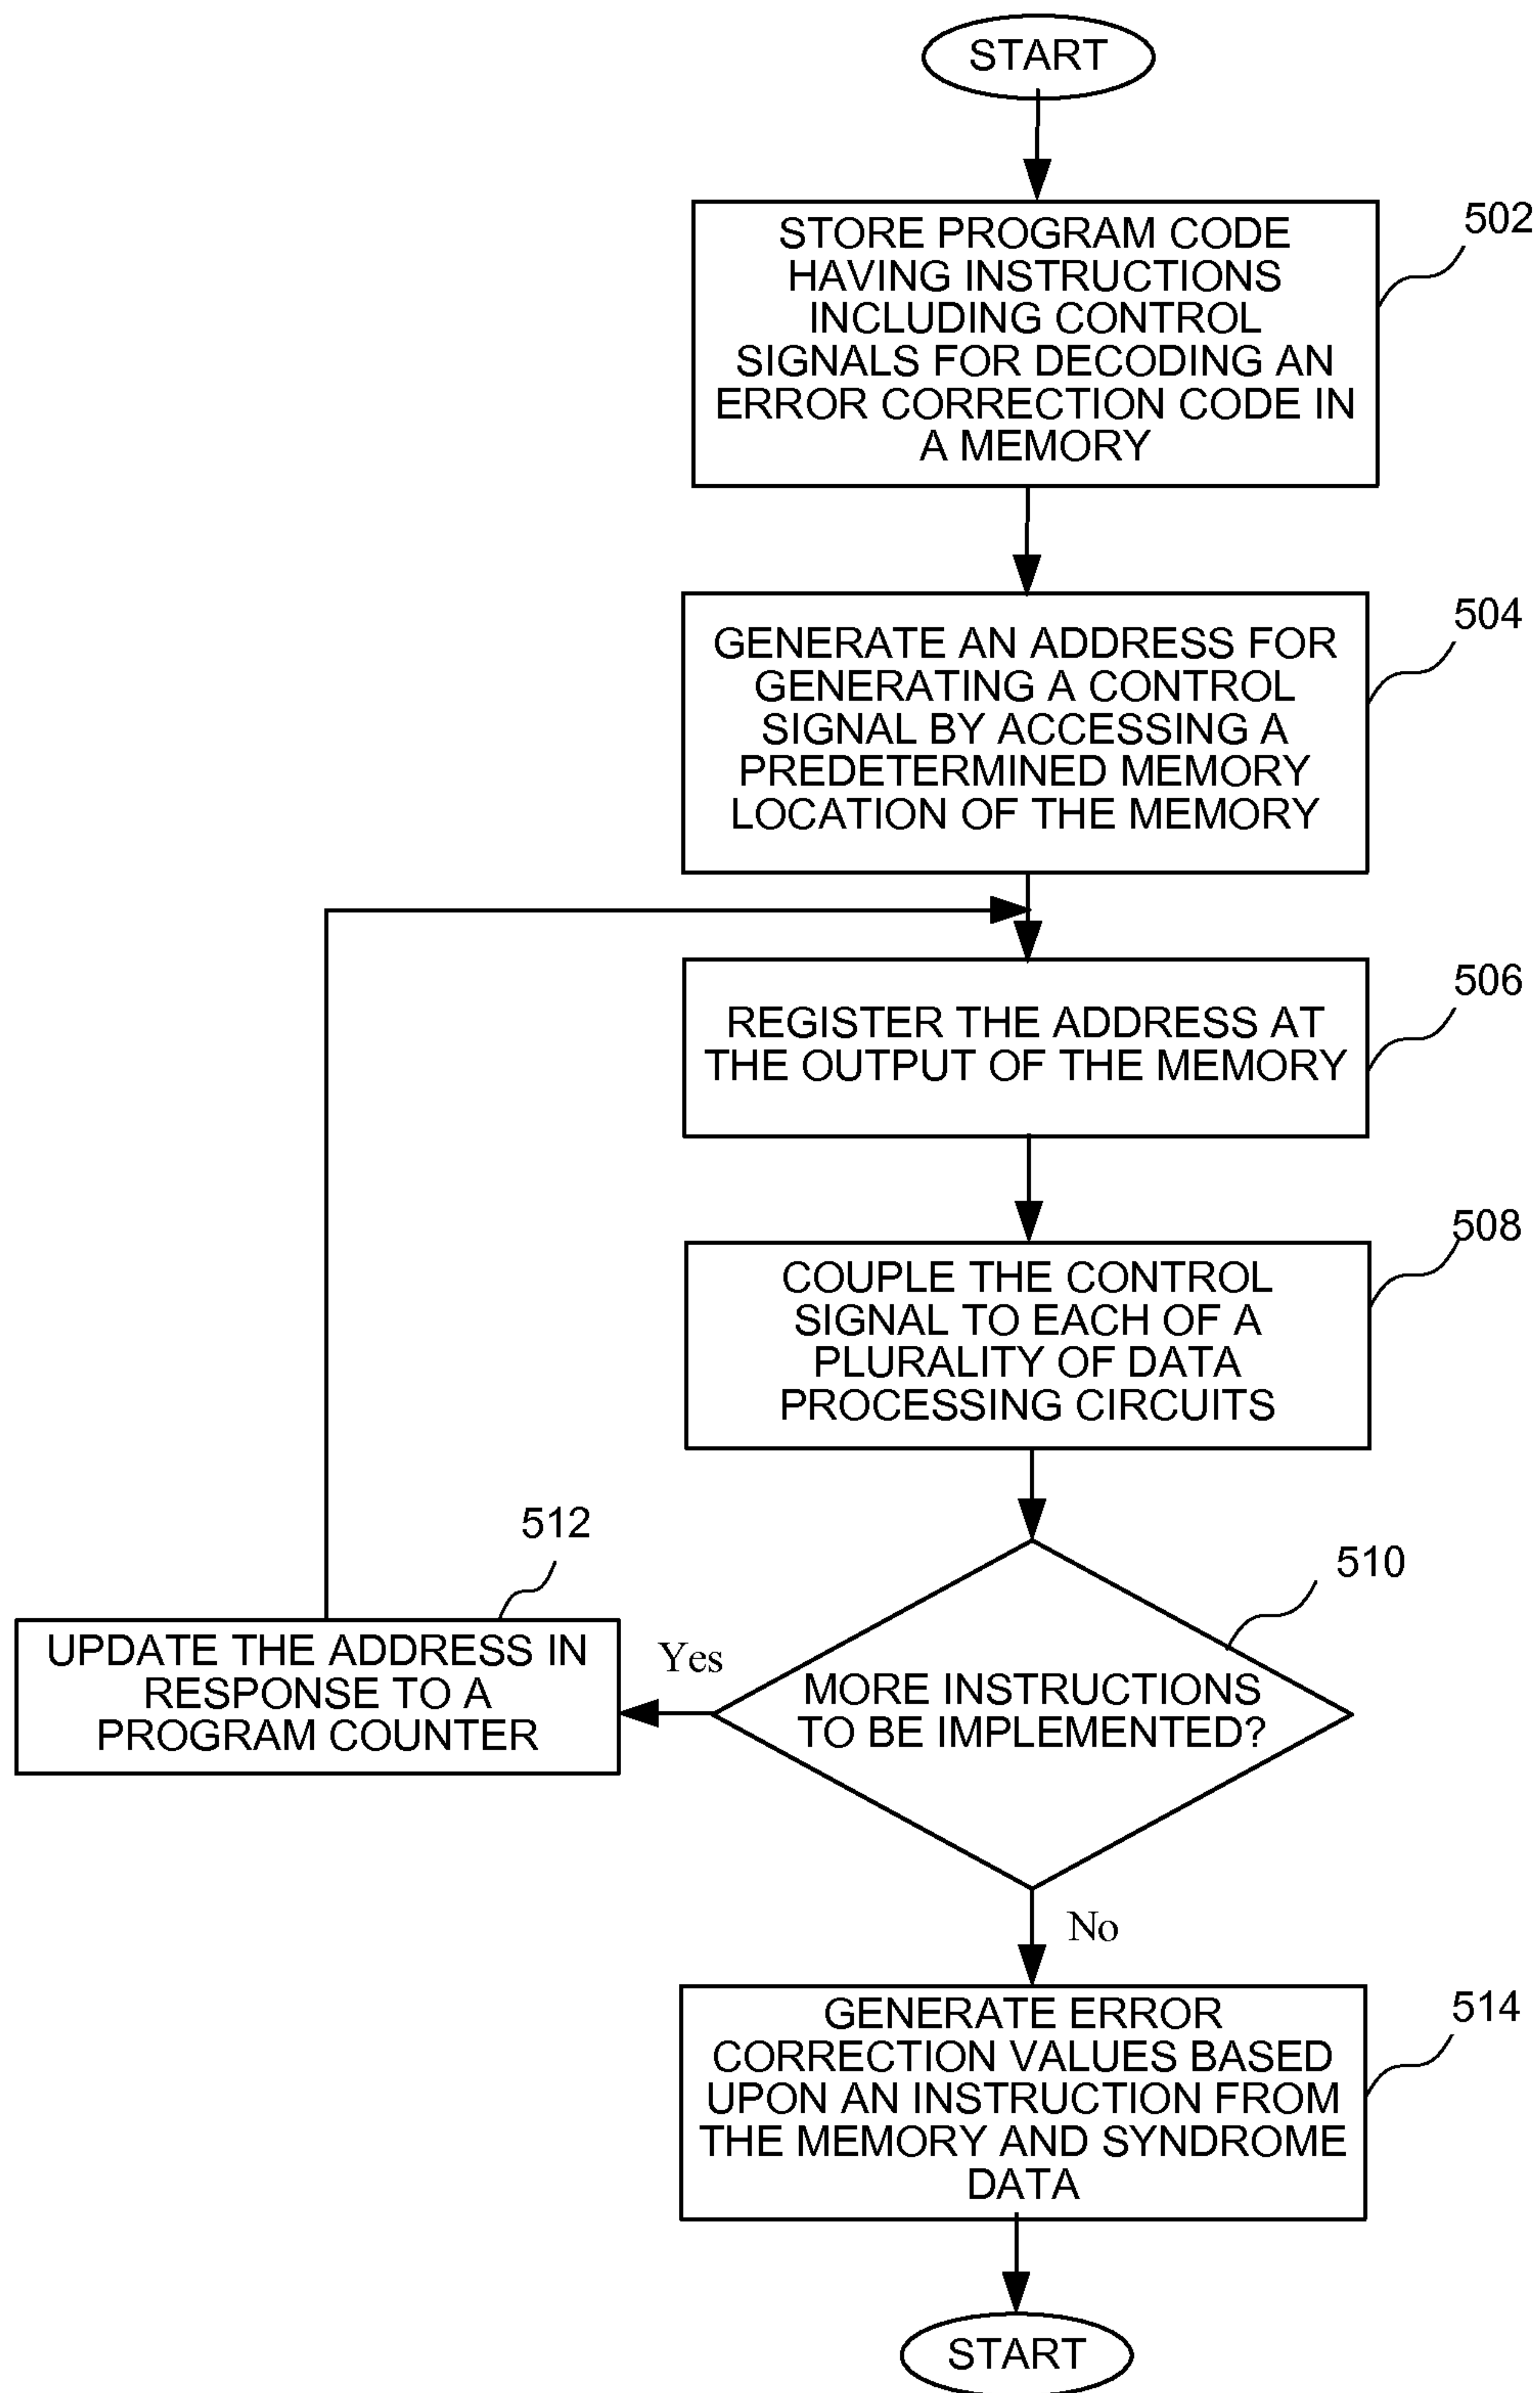 START
STORE PROGRAM CODE
HAVING INSTRUCTIONS
INCLUDING CONTROL
SIGNALS FOR DECODING AN
ERROR CORRECTION CODE IN
A MEMORY
502
GENERATE AN ADDRESS FOR
GENERATING A CONTROL
SIGNAL BY ACCESSING A
PREDETERMINED MEMORY
LOCATION OF THE MEMORY
504
REGISTER THE ADDRESS AT
THE OUTPUT OF THE MEMORY
506
COUPLE THE CONTROL
SIGNAL TO EACH OF A
PLURALITY OF DATA
PROCESSING CIRCUITS
508
MORE INSTRUCTIONS
TO BE IMPLEMENTED?
510
Yes
UPDATE THE ADDRESS IN
RESPONSE TO A
PROGRAM COUNTER
512
No
GENERATE ERROR
CORRECTION VALUES BASED
UPON AN INSTRUCTION FROM
THE MEMORY AND SYNDROME
DATA
514
START